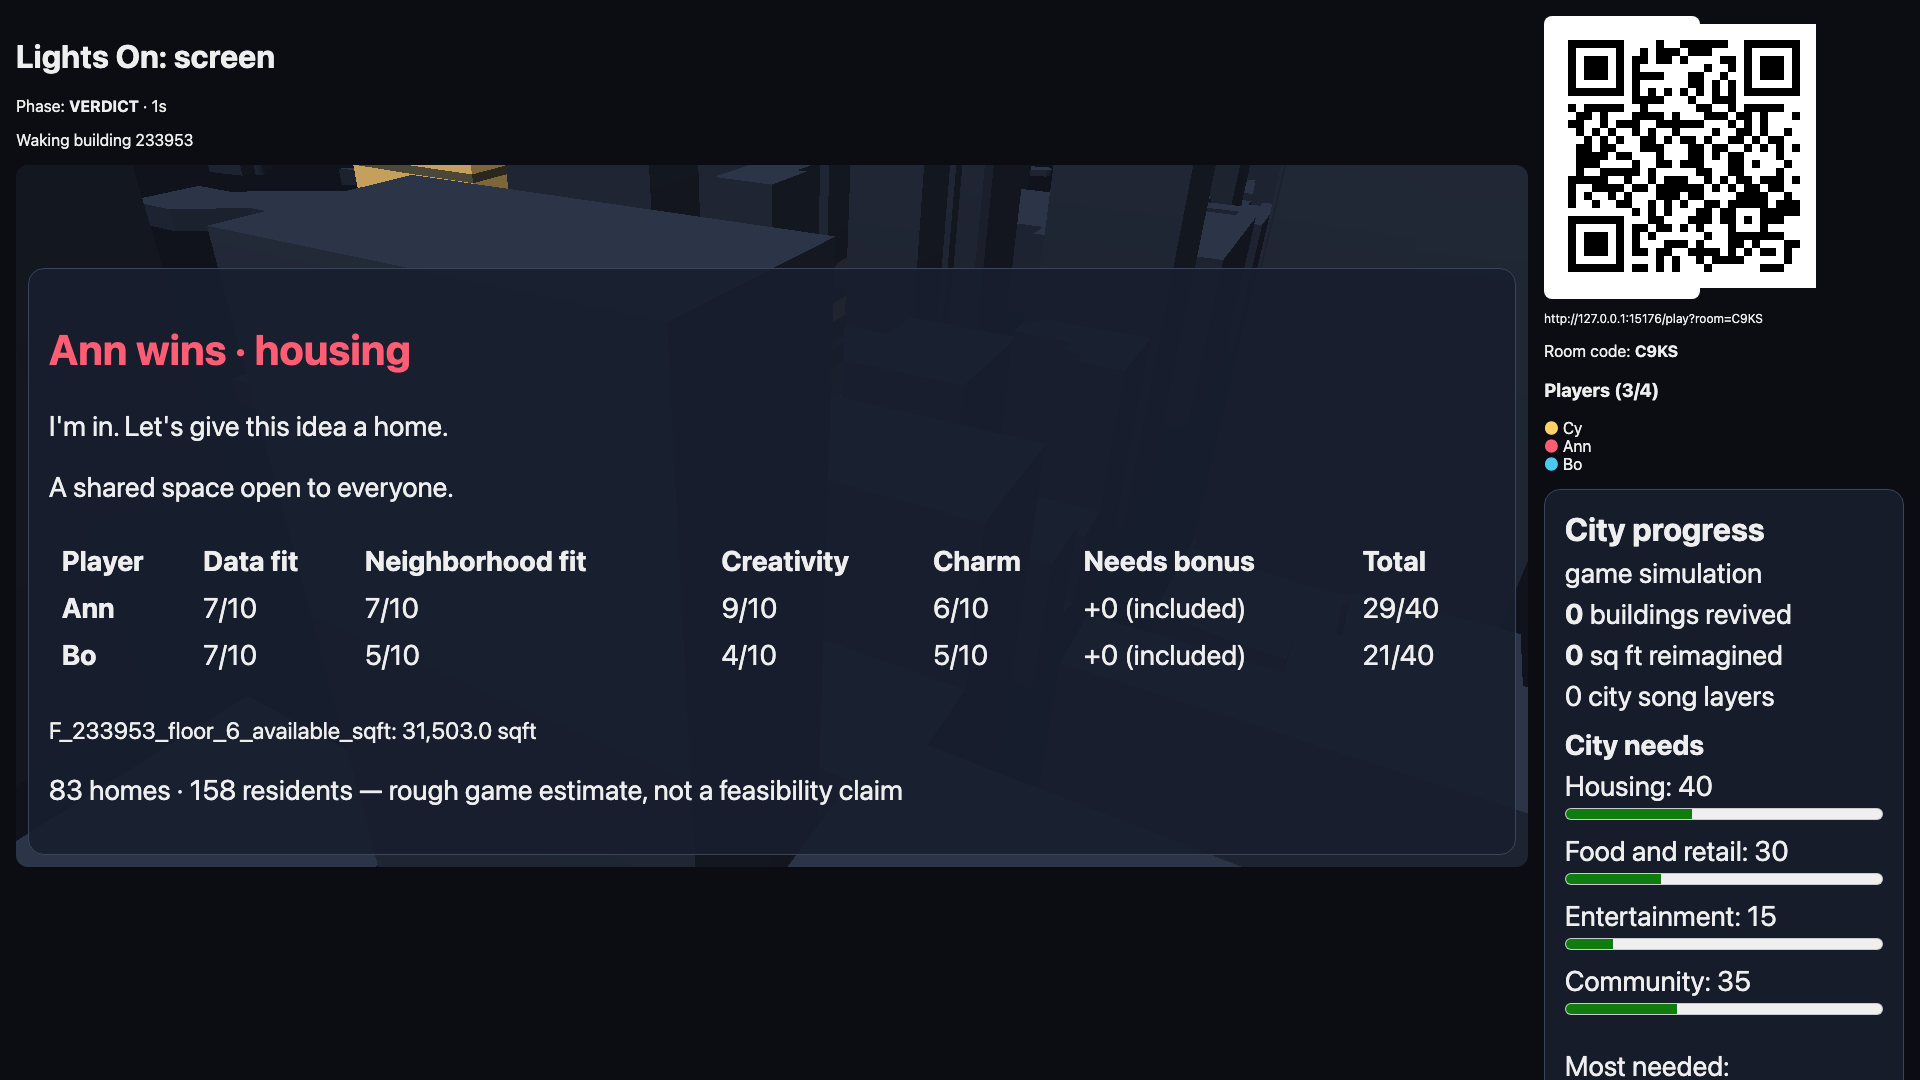 Lights On: screen
Phase: VERDICT · 1s
Waking building 233953
Ann wins · housing
I'm in. Let's give this idea a home.
A shared space open to everyone.
Player Data fit Neighborhood fit Creativity Charm Needs bonus Total
Ann 7/10 7/10 9/10 6/10 +0 (included) 29/40
Bo 7/10 5/10 4/10 5/10 +0 (included) 21/40
F_233953_floor_6_available_sqft: 31,503.0 sqft
83 homes · 158 residents — rough game estimate, not a feasibility claim
http://127.0.0.1:15176/play?room=C9KS
Room code: C9KS
Players (3/4)
Cy
Ann
Bo
City progress
game simulation
0 buildings revived
0 sq ft reimagined
0 city song layers
City needs
Housing: 40
Food and retail: 30
Entertainment: 15
Community: 35
Most needed: